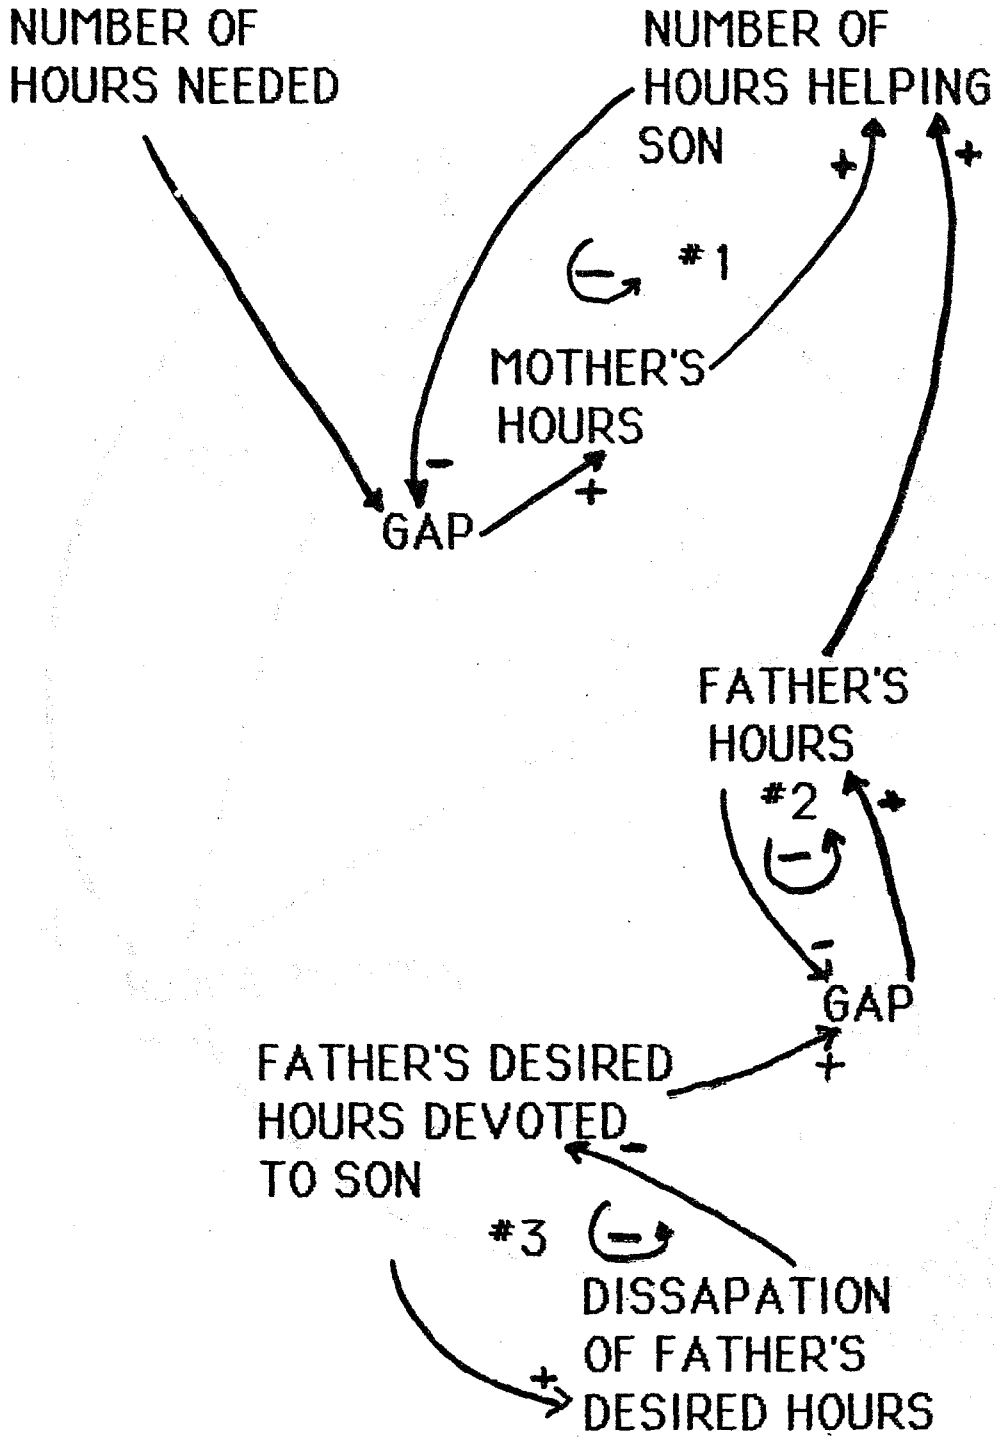 NUMBER OF
HOURS NEEDED
NUMBER OF
HOURS HELPING
SON
+
+
- #1
MOTHER'S
HOURS
-
+
GAP
FATHER'S
HOURS
#2
+
-
-
GAP
+
FATHER'S DESIRED
HOURS DEVOTED
TO SON
-
#3 -
DISSAPATION
OF FATHER'S
DESIRED HOURS
+